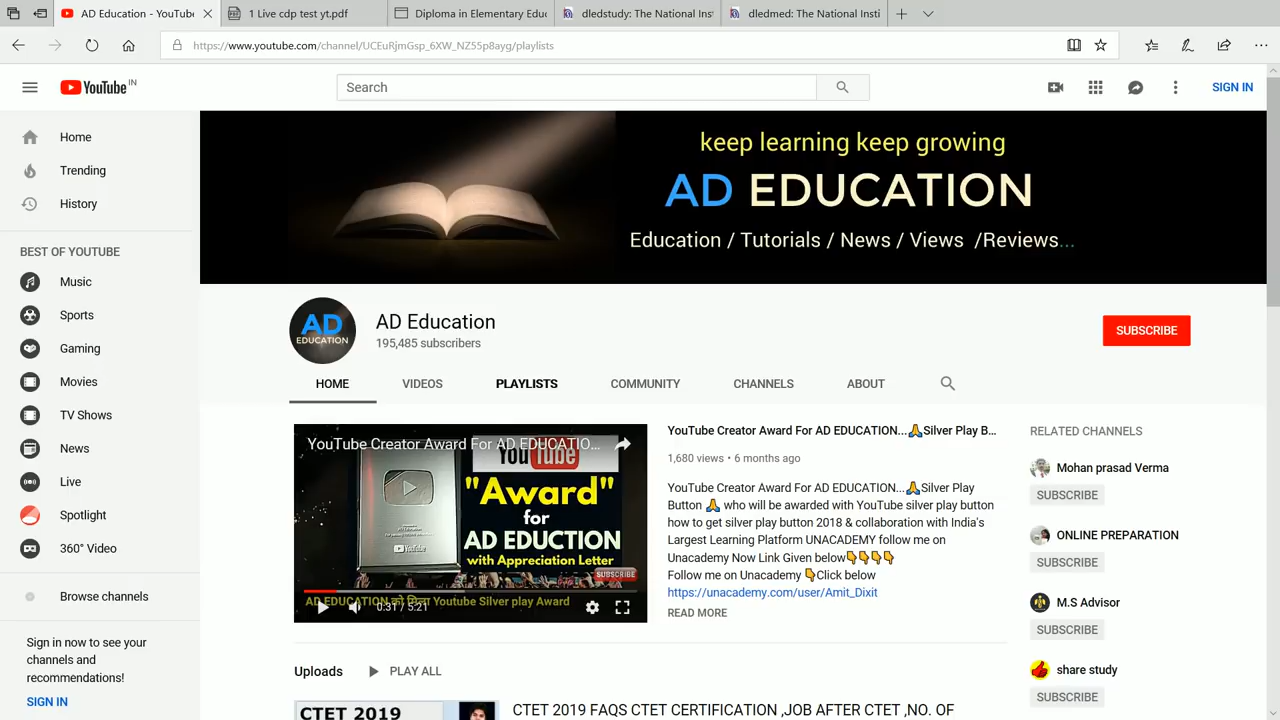 AD Education - YouTube
1 Live cdp test yt.pdf
Diploma in Elementary Educ
dledstudy: The National Ins
dledmed: The National Insti
https://www.youtube.com/channel/UCEuRjmGsp_6XW_NZ55p8ayg/playlists
YouTube IN
Search
SIGN IN
Home
Trending
History
BEST OF YOUTUBE
Music
Sports
Gaming
Movies
TV Shows
News
Live
Spotlight
360° Video
Browse channels
Sign in now to see your
channels and
recommendations!
SIGN IN
keep learning keep growing
AD EDUCATION
Education / Tutorials / News / Views /Reviews...
AD
EDUCATION
AD Education
195,485 subscribers
SUBSCRIBE
HOME
VIDEOS
PLAYLISTS
COMMUNITY
CHANNELS
ABOUT
YouTube Creator Award For AD EDUCATIO...
YouTube
"Award"
for
AD EDUCTION
with Appreciation Letter
SUBSCRIBE
AD EDUCATION को मिला Youtube Silver play Award
0:31 / 5:21
YouTube Creator Award For AD EDUCATION...🙏Silver Play B...
1,680 views • 6 months ago
YouTube Creator Award For AD EDUCATION...🙏Silver Play
Button 🙏 who will be awarded with YouTube silver play button
how to get silver play button 2018 & collaboration with India's
Largest Learning Platform UNACADEMY follow me on
Unacademy Now Link Given below👇👇👇👇
Follow me on Unacademy 👇Click below
https://unacademy.com/user/Amit_Dixit
READ MORE
RELATED CHANNELS
Mohan prasad Verma
SUBSCRIBE
ONLINE PREPARATION
SUBSCRIBE
M.S Advisor
SUBSCRIBE
share study
SUBSCRIBE
Uploads
PLAY ALL
CTET 2019
CTET 2019 FAQS CTET CERTIFICATION ,JOB AFTER CTET ,NO. OF